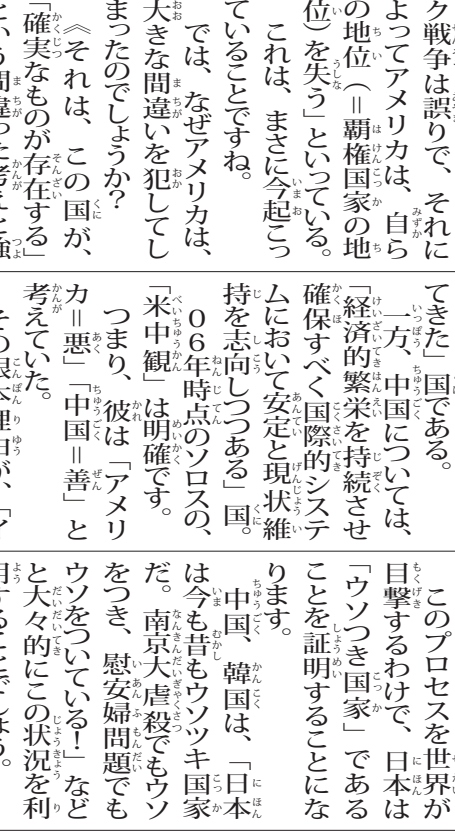 ク戦争は誤りで、それに
よってアメリカは、自ら
の地位（＝覇権国家の地
位）を失う」といっている。
これは、まさに今起こっ
ていることですね。
では、なぜアメリカは、
大きな間違いを犯してし
まったのでしょうか？
《それは、この国が、
「確実なものが存在する」
という間違った考えを強
てきた」国である。
一方、中国については、
「経済的繁栄を持続させ
確保すべく国際的システ
ムにおいて安定と現状維
持を志向しつつある」国。
０６年時点のソロスの、
「米中観」は明確です。
つまり、彼は「アメリ
カ＝悪」「中国＝善」と
考えていた。
その根本理由が、「
このプロセスを世界が
目撃するわけで、日本は
「ウソつき国家」である
ことを証明することにな
ります。
中国、韓国は、「日本
は今も昔もウソツキ国家
だ。南京大虐殺でもウソ
をつき、慰安婦問題でも
ウソをついている！」など
と大々的にこの状況を利
用することでしょう。